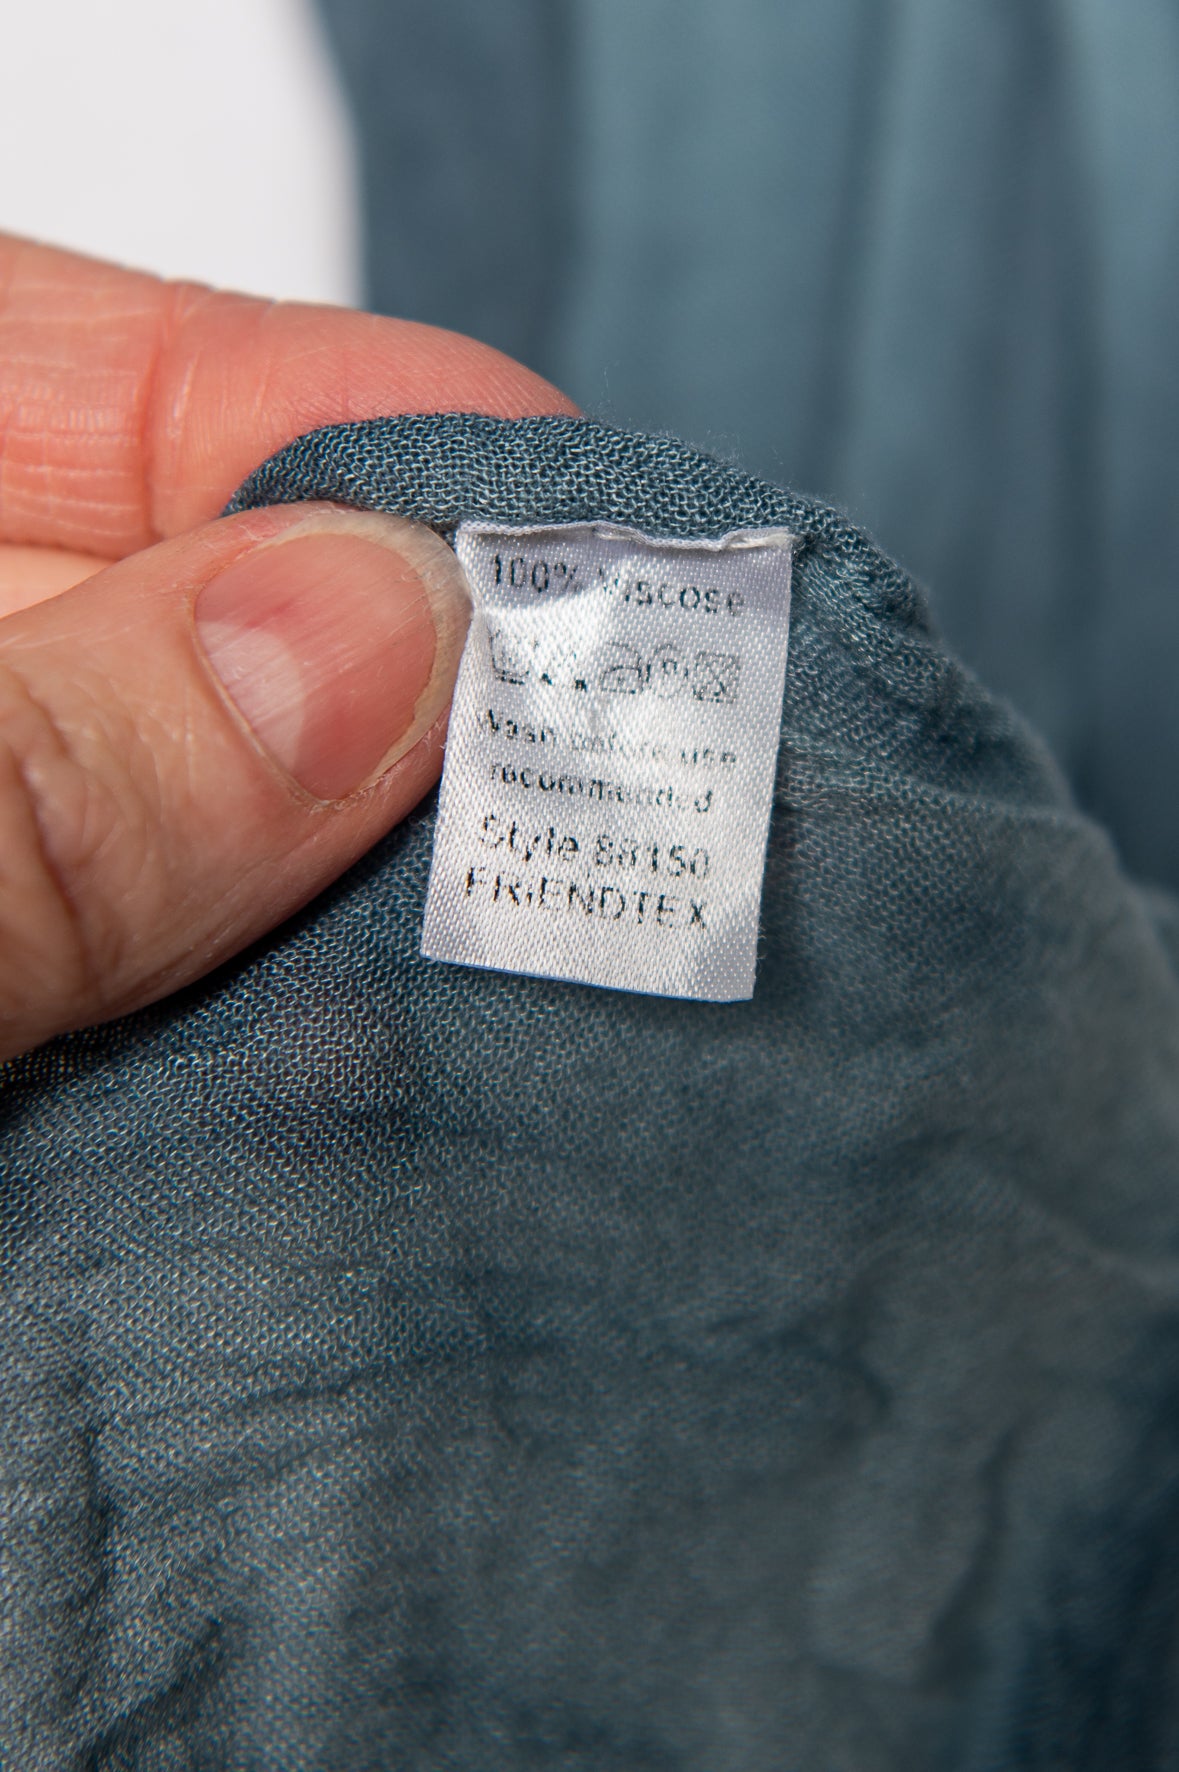 100% Viscose
Wash before use
recommended
Style 88150
FRiENDTEX